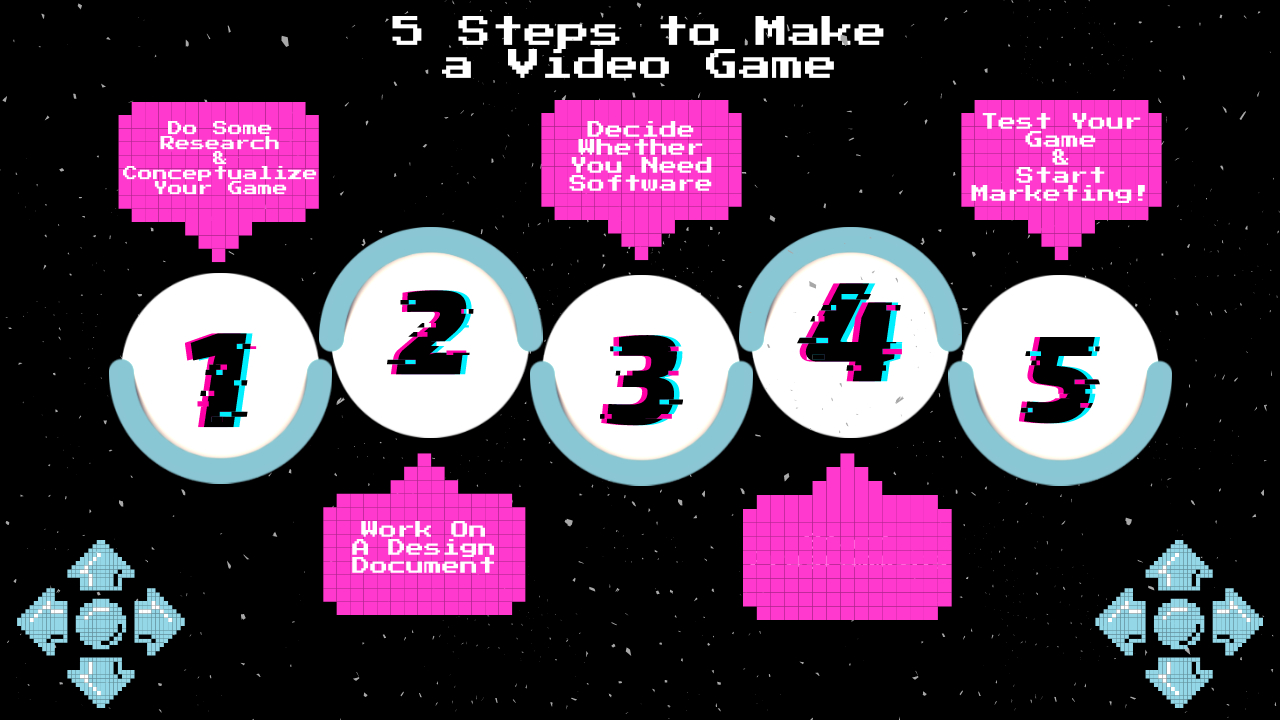 5 Steps to Make
a Video Game
Do Some
Research
&
Conceptualize
Your Game
Decide
Whether
You Need
Software
Test Your
Game
&
Start
Marketing!
1
2
3
4
5
Work On
A Design
Document